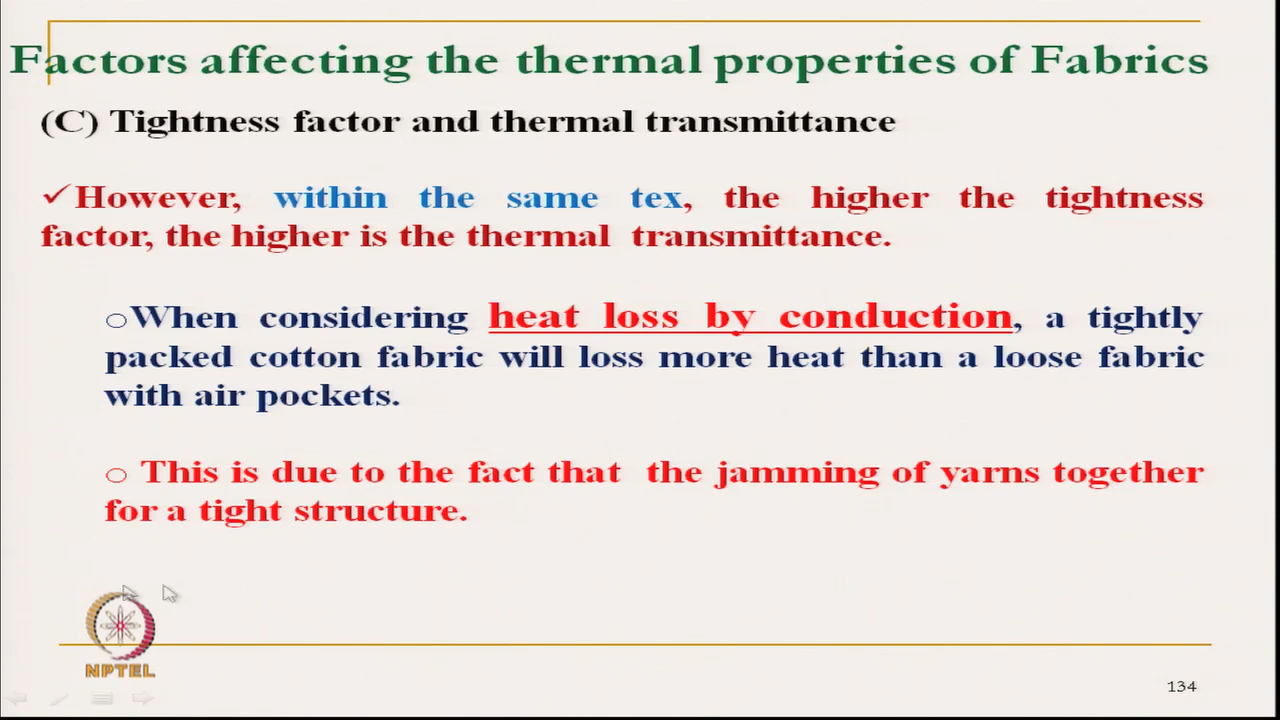 Factors affecting the thermal properties of Fabrics
(C) Tightness factor and thermal transmittance
✓However, within the same tex, the higher the tightness
factor, the higher is the thermal transmittance.
○When considering heat loss by conduction, a tightly
packed cotton fabric will loss more heat than a loose fabric
with air pockets.
○ This is due to the fact that the jamming of yarns together
for a tight structure.
NPTEL
134